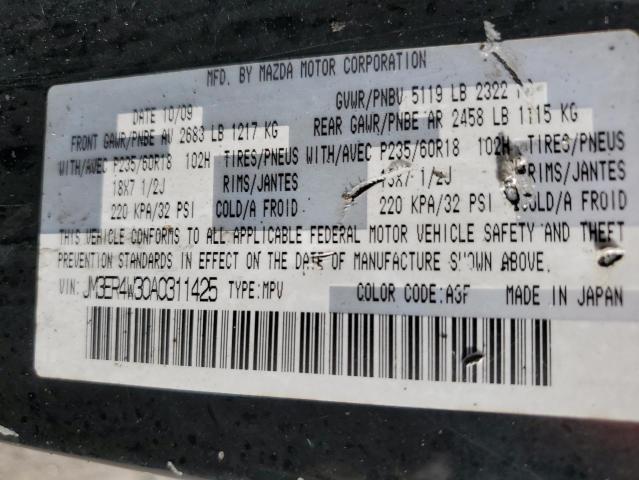 MFD. BY MAZDA MOTOR CORPORATION
DATE 10/09 GVWR/PNBV 5119 LB 2322
FRONT GAWR/PNBE AV 2683 LB 1217 KG REAR GAWR/PNBE AR 2458 LB 1115 KG
WITH/AVEC P235/60R18 102H TIRES/PNEUS WITH/AVEC P235/60R18 102H TIRES/PNEUS
18X7 1/2J RIMS/JANTES 1/2J RIMS/JANTES
220 KPA/32 PSI COLD/A FROID 220 KPA/32 PSI COLD/A FROID
THIS VEHICLE CONFORMS TO ALL APPLICABLE FEDERAL MOTOR VEHICLE SAFETY AND THEFT
PREVENTION STANDARDS IN EFFECT ON THE DATE OF MANUFACTURE SHOWN ABOVE.
VIN: JM3ER4W30A0311425 TYPE: MPV COLOR CODE: A3F MADE IN JAPAN